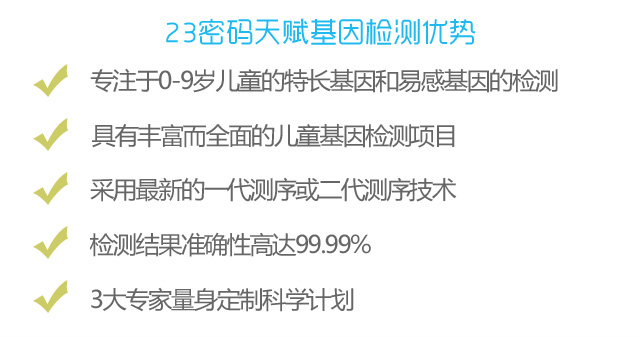 23密码天赋基因检测优势
专注于0-9岁儿童的特长基因和易感基因的检测
具有丰富而全面的儿童基因检测项目
采用最新的一代测序或二代测序技术
检测结果准确性高达99.99%
3大专家量身定制科学计划